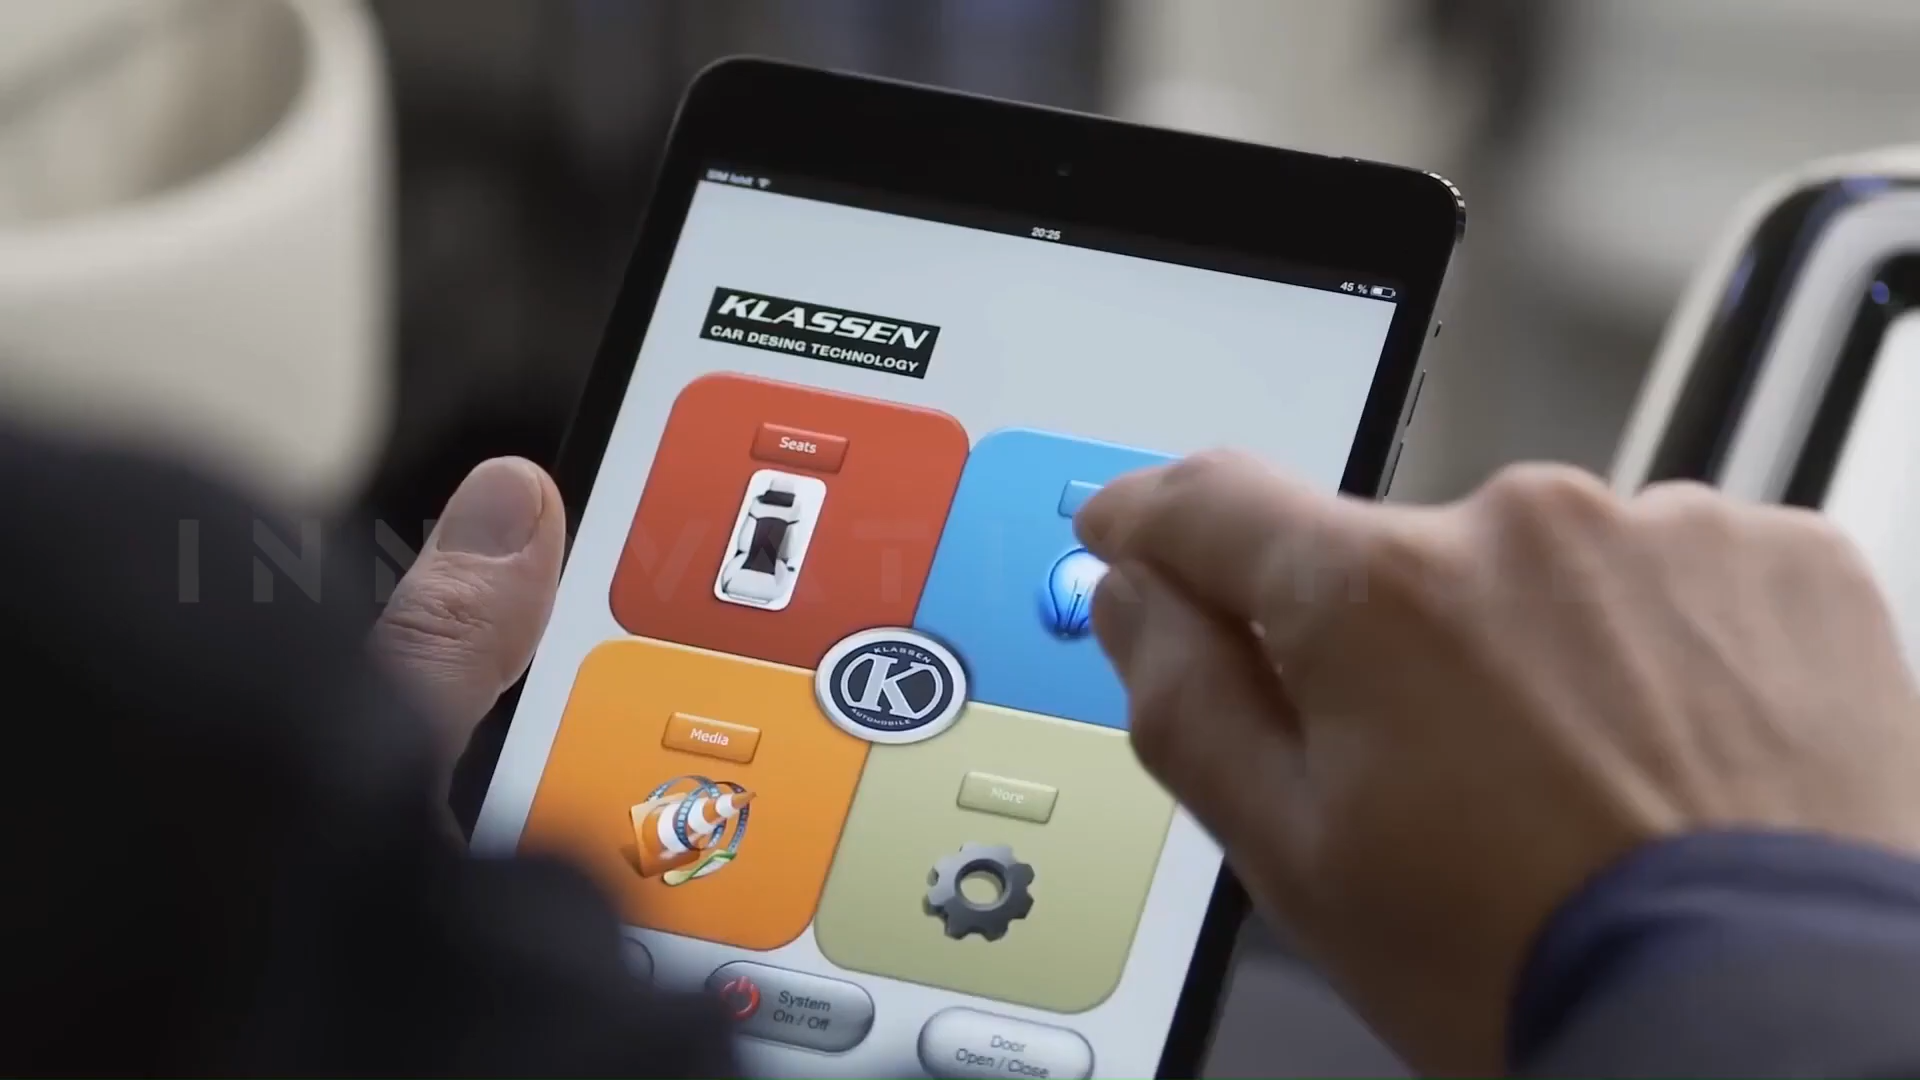 20:25
45 %
KLASSEN
CAR DESING TECHNOLOGY
Seats
KLASSEN
K
AUTOMOBILE
Media
More
System
On / Off
Door
Open / Close